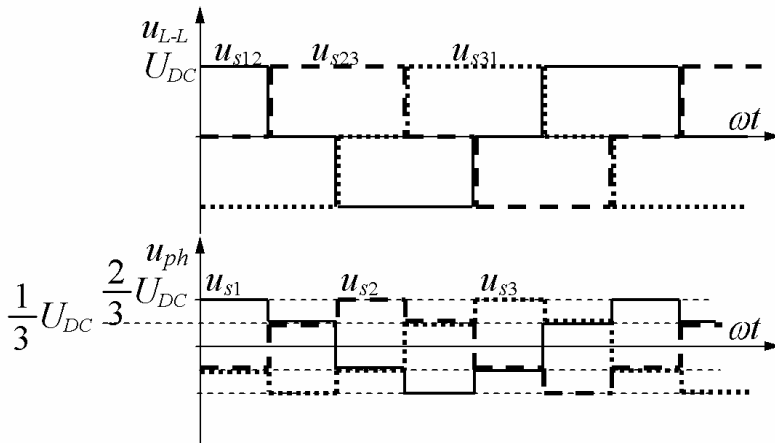 u_{L-L}
U_{DC}
u_{s12} u_{s23} u_{s31}
ωt
u_{ph}
\frac{1}{3}U_{DC} \frac{2}{3}U_{DC}
u_{s1} u_{s2} u_{s3}
ωt